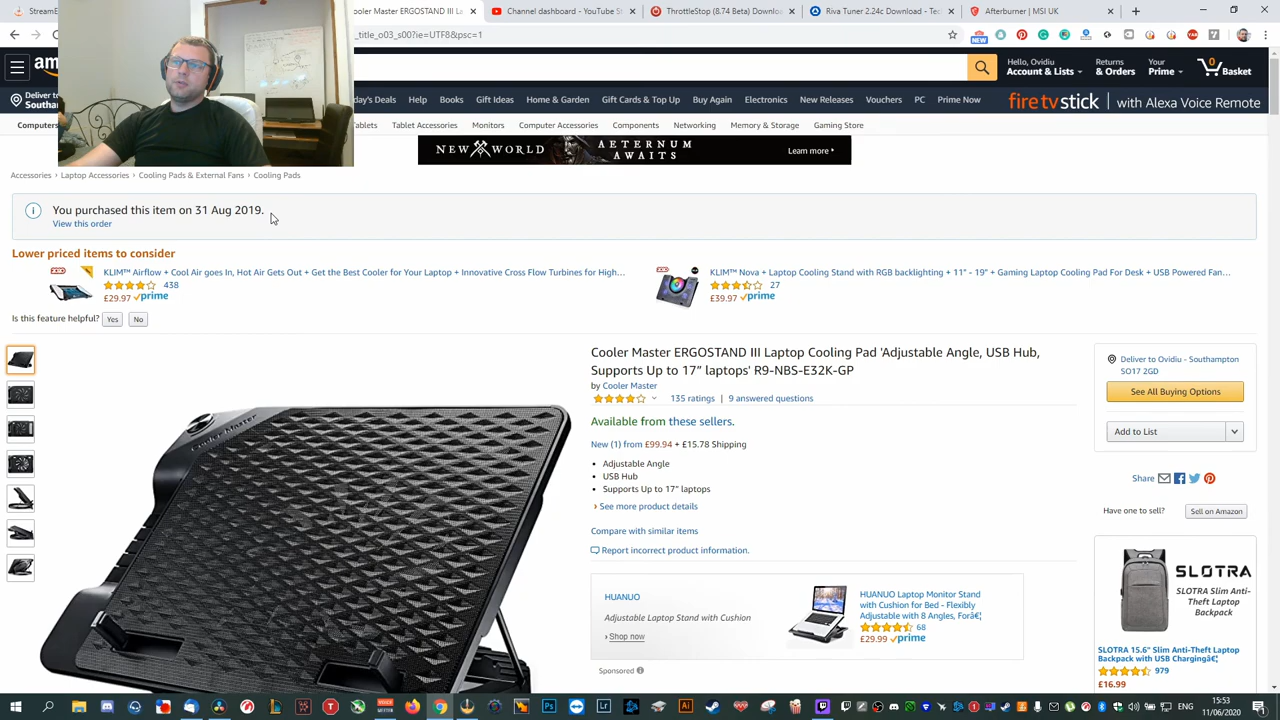 ooler Master ERGOSTAND III La
Channel dashboard - YouTube S
ThrottleStop (8.74 Beta) Downlo
Riva Tuner 2.24c Download - Tec
Afterburner | MSI UK
_title_o03_s00?ie=UTF8&psc=1
NEW
am
Deliver to
Southa
Hello, Ovidiu
Account & Lists
Returns
& Orders
Your
Prime
0
Basket
day's Deals Help Books Gift Ideas Home & Garden Gift Cards & Top Up Buy Again Electronics New Releases Vouchers PC Prime Now
fire tv stick | with Alexa Voice Remote
Computers
Tablets Tablet Accessories Monitors Computer Accessories Components Networking Memory & Storage Gaming Store
NEW WORLD AETERNUM AWAITS Learn more
Accessories › Laptop Accessories › Cooling Pads & External Fans › Cooling Pads
You purchased this item on 31 Aug 2019.
View this order
Lower priced items to consider
KLIM™ Airflow + Cool Air goes In, Hot Air Gets Out + Get the Best Cooler for Your Laptop + Innovative Cross Flow Turbines for High…
438
£29.97 prime
KLIM™ Nova + Laptop Cooling Stand with RGB backlighting + 11" - 19" + Gaming Laptop Cooling Pad For Desk + USB Powered Fan…
27
£39.97 prime
Is this feature helpful? Yes No
Cooler Master ERGOSTAND III Laptop Cooling Pad 'Adjustable Angle, USB Hub,
Supports Up to 17” laptops' R9-NBS-E32K-GP
by Cooler Master
135 ratings | 9 answered questions
Available from these sellers.
New (1) from £99.94 + £15.78 Shipping
• Adjustable Angle
• USB Hub
• Supports Up to 17” laptops
› See more product details
Compare with similar items
Report incorrect product information.
HUANUO
Adjustable Laptop Stand with Cushion
› Shop now
HUANUO Laptop Monitor Stand
with Cushion for Bed - Flexibly
Adjustable with 8 Angles, Forâ€¦
68
£29.99 prime
Sponsored
Deliver to Ovidiu - Southampton
SO17 2GD
See All Buying Options
Add to List
Share
Have one to sell? Sell on Amazon
SLOTRA
SLOTRA Slim Anti-
Theft Laptop
Backpack
SLOTRA 15.6" Slim Anti-Theft Laptop
Backpack with USB Chargingâ€¦
979
£16.99
15:53
11/06/2020